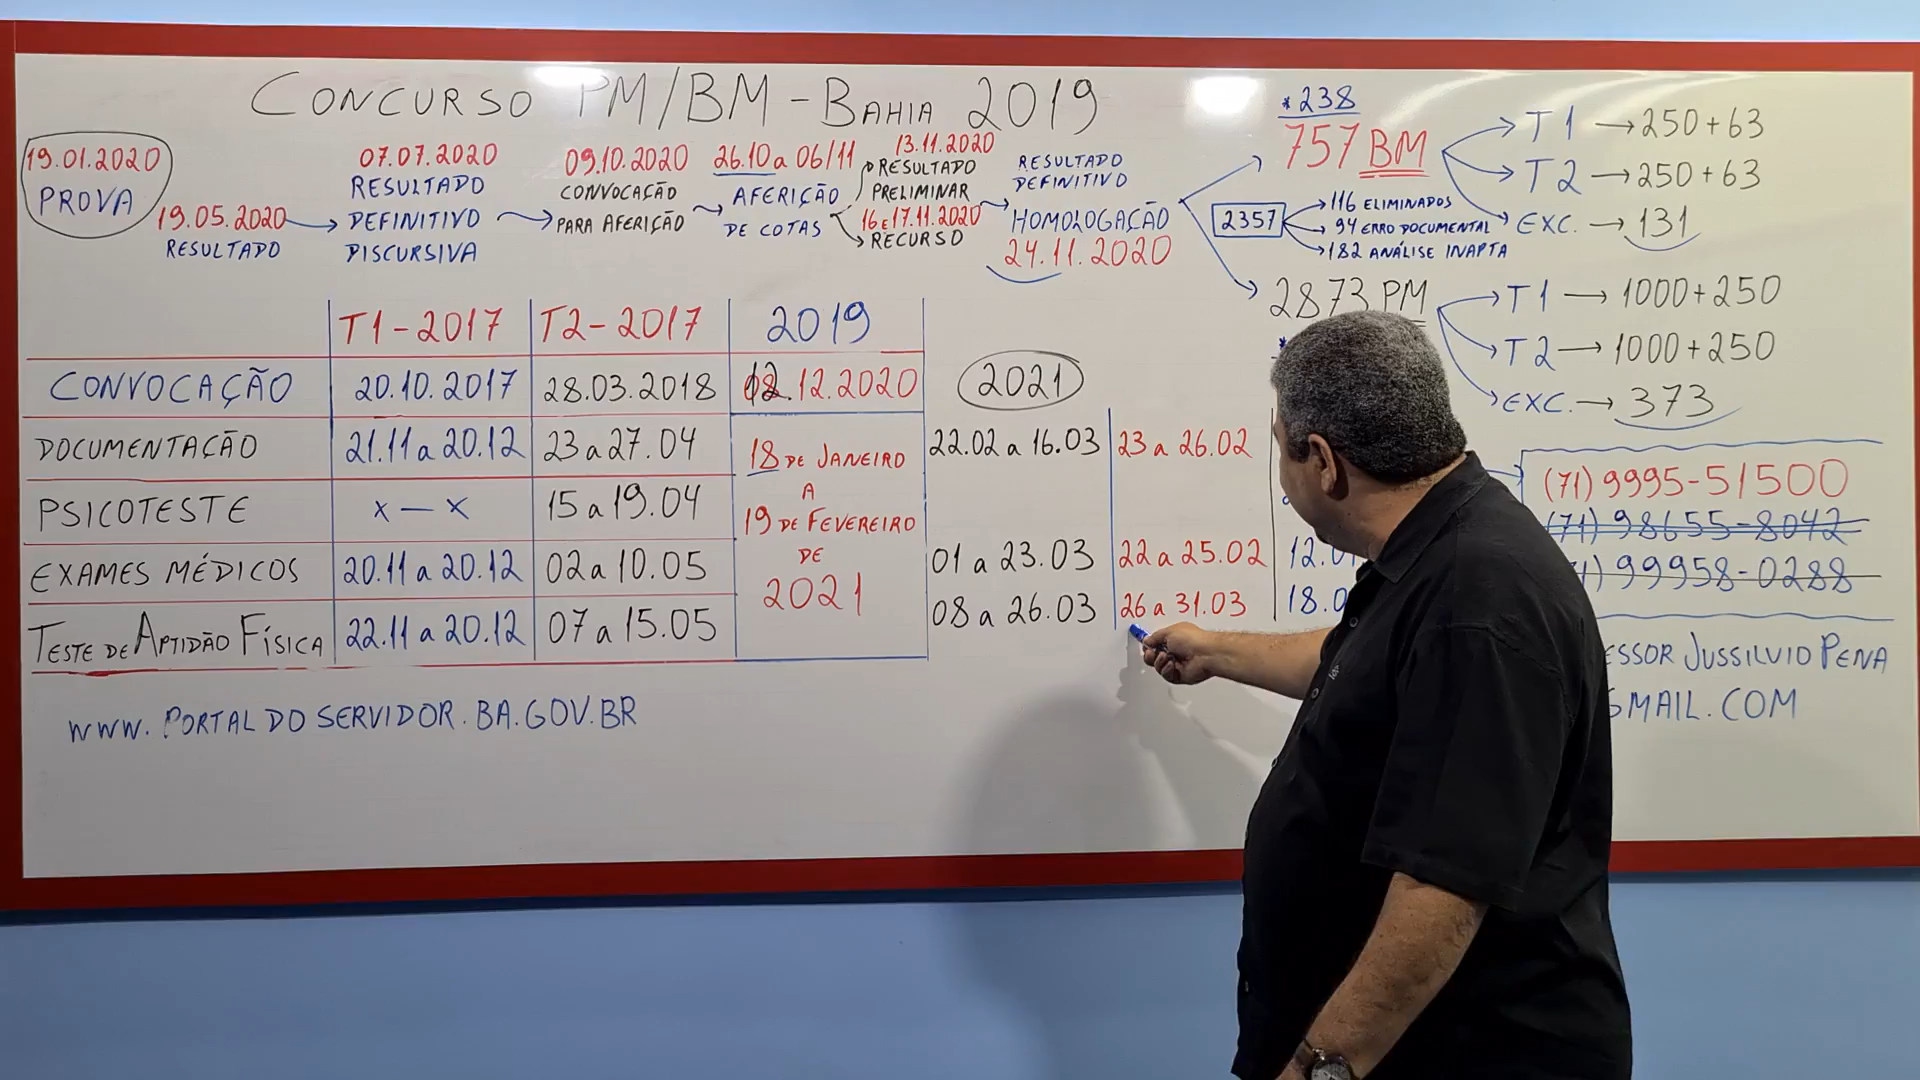 CONCURSO PM/BM - BAHIA 2019
19.01.2020
PROVA
19.05.2020
RESULTADO
07.07.2020
RESULTADO
DEFINITIVO
DISCURSIVA
09.10.2020
CONVOCAÇÃO
PARA AFERIÇÃO
26.10 a 06/11
AFERIÇÃO
DE COTAS
13.11.2020
RESULTADO
PRELIMINAR
16 E 17.11.2020
RECURSO
RESULTADO
DEFINITIVO
HOMOLOGAÇÃO
24.11.2020
*238
757 BM
T1 → 250+63
T2 → 250+63
EXC. → 131
2357
116 ELIMINADOS
94 ERRO DOCUMENTAL
182 ANÁLISE INAPTA
2873 PM
T1 → 1000+250
T2 → 1000+250
EXC. → 373
T1-2017 T2-2017 2019
CONVOCAÇÃO 20.10.2017 28.03.2018 .12.2020
DOCUMENTAÇÃO 21.11 a 20.12 23 a 27.04
PSICOTESTE x — x 15 a 19.04
EXAMES MÉDICOS 20.11 a 20.12 02 a 10.05
TESTE DE APTIDÃO FÍSICA 22.11 a 20.12 07 a 15.05
18 DE JANEIRO
A
19 DE FEVEREIRO
DE
2021
2021
22.02 a 16.03 23 a 26.02
01 a 23.03 22 a 25.02 12.0
08 a 26.03 26 a 31.03 18.0
(71) 9995-51500
(71) 98655-8042
1) 99958-0288
ESSOR JUSSILVIO PENA
GMAIL.COM
WWW.PORTAL DO SERVIDOR.BA.GOV.BR